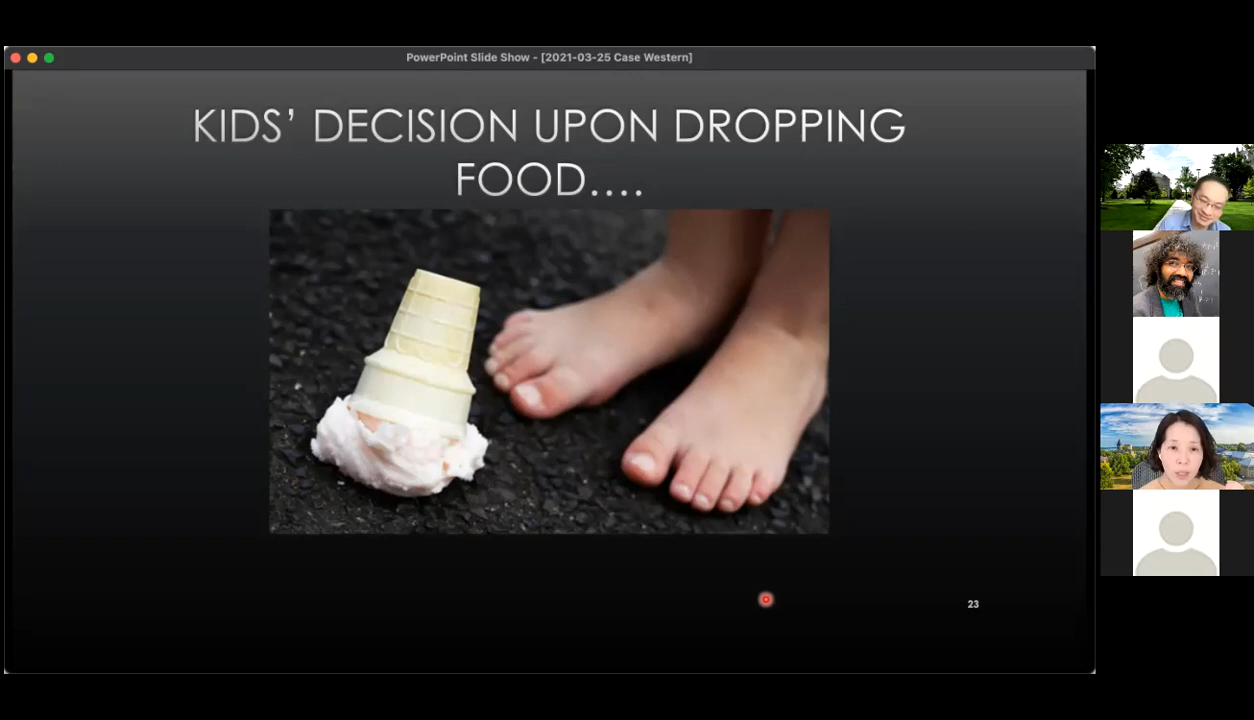 PowerPoint Slide Show - [2021-03-25 Case Western]
KIDS’ DECISION UPON DROPPING
FOOD....
23